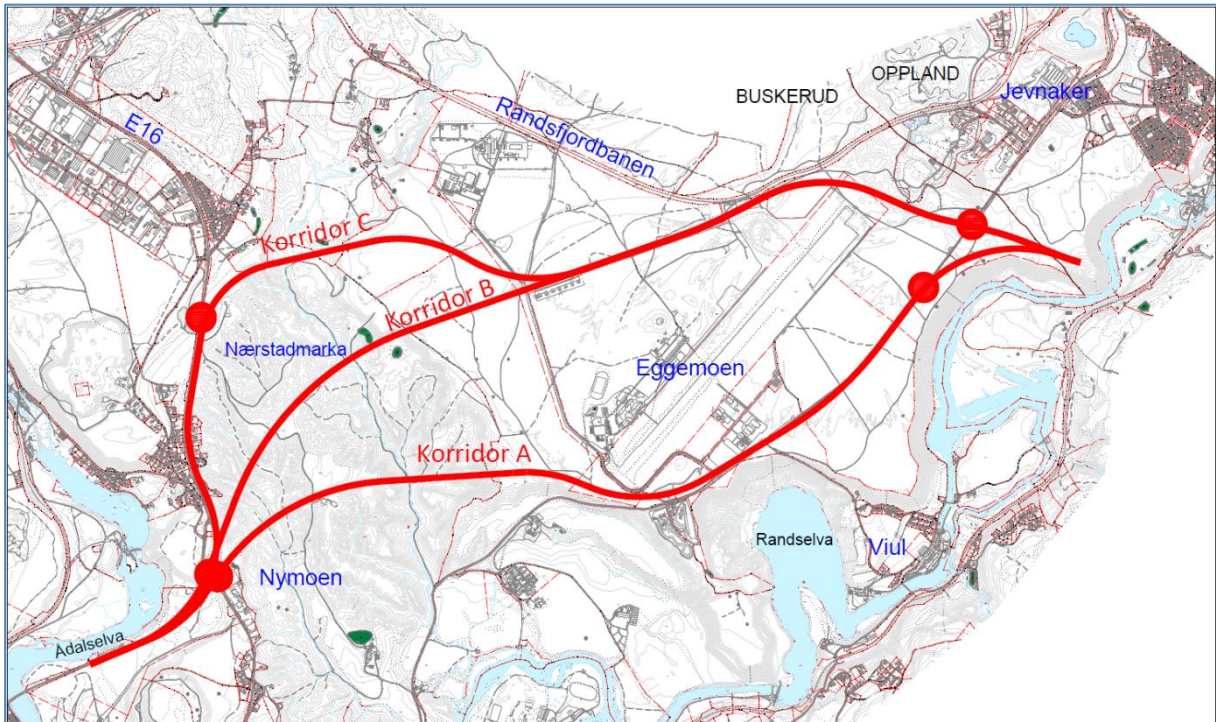 OPPLAND
BUSKERUD
Jevnaker
E16
Randsfjordbanen
Korridor C
Korridor B
Nærstadmarka
Eggemoen
Korridor A
Randselva
Viul
Nymoen
Ådalselva